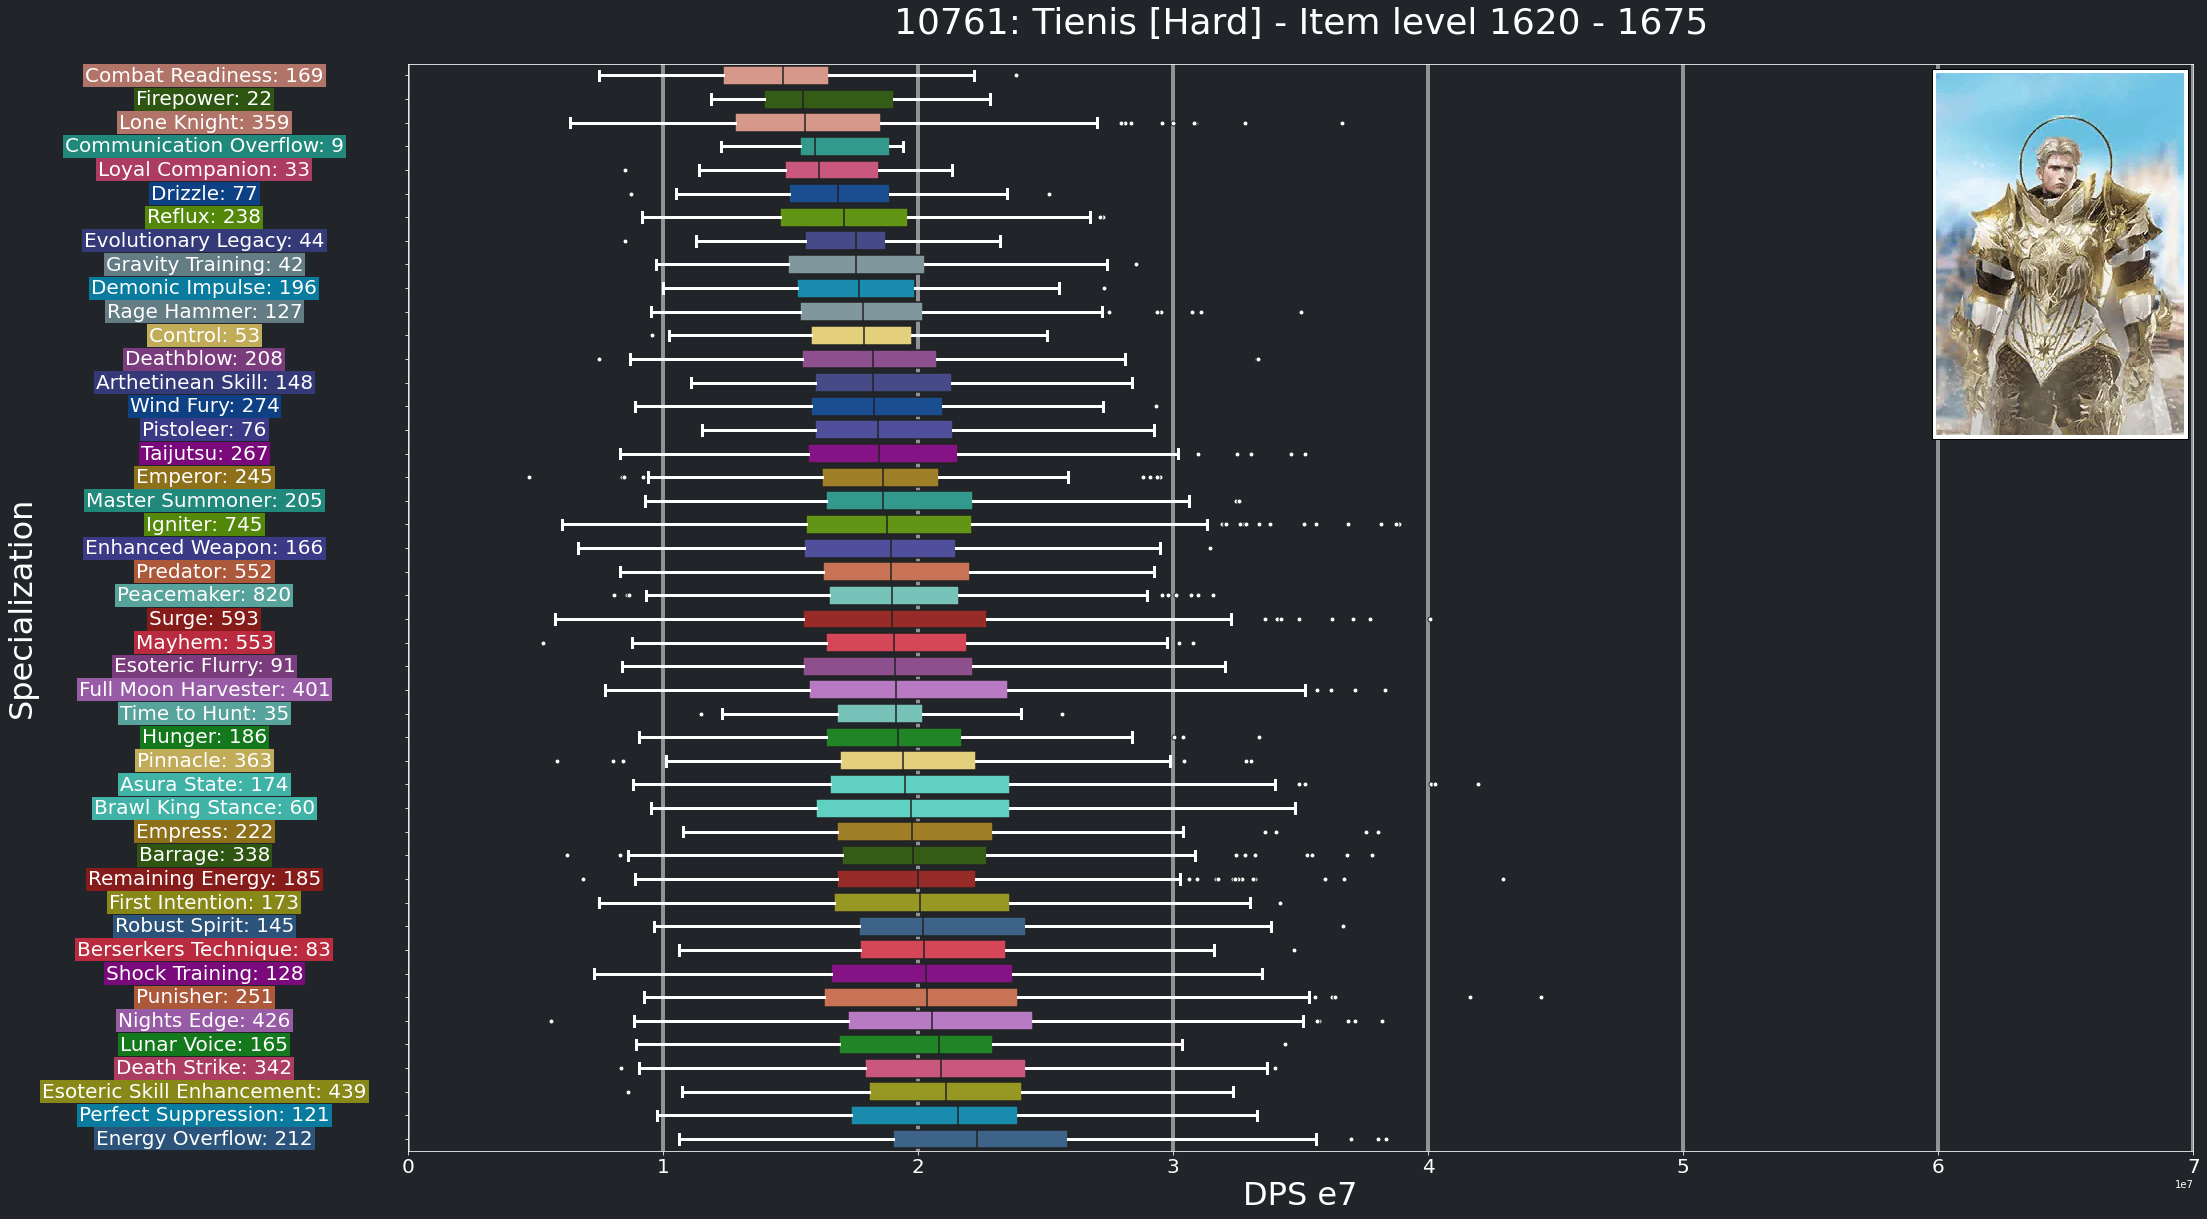 10761: Tienis [Hard] - Item level 1620 - 1675
Combat Readiness: 169
Firepower: 22
Lone Knight: 359
Communication Overflow: 9
Loyal Companion: 33
Drizzle: 77
Reflux: 238
Evolutionary Legacy: 44
Gravity Training: 42
Demonic Impulse: 196
Rage Hammer: 127
Control: 53
Deathblow: 208
Arthetinean Skill: 148
Wind Fury: 274
Pistoleer: 76
Taijutsu: 267
Emperor: 245
Master Summoner: 205
Igniter: 745
Enhanced Weapon: 166
Predator: 552
Peacemaker: 820
Surge: 593
Mayhem: 553
Esoteric Flurry: 91
Full Moon Harvester: 401
Time to Hunt: 35
Hunger: 186
Pinnacle: 363
Asura State: 174
Brawl King Stance: 60
Empress: 222
Barrage: 338
Remaining Energy: 185
First Intention: 173
Robust Spirit: 145
Berserkers Technique: 83
Shock Training: 128
Punisher: 251
Nights Edge: 426
Lunar Voice: 165
Death Strike: 342
Esoteric Skill Enhancement: 439
Perfect Suppression: 121
Energy Overflow: 212
Specialization
0 1 2 3 4 5 6 7
DPS e7
1e7